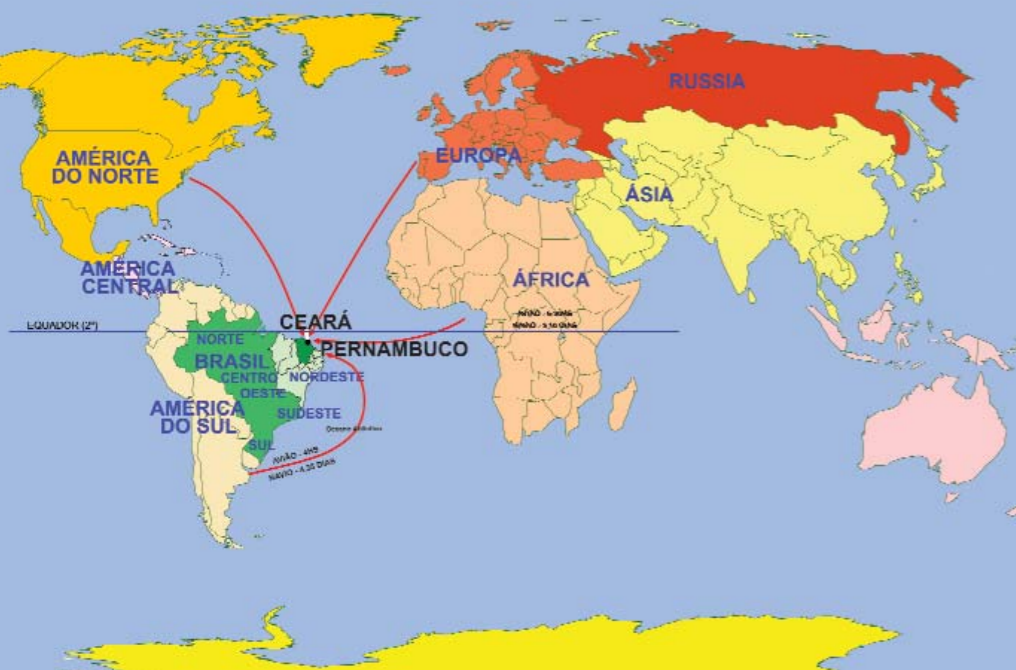 RUSSIA
AMÉRICA
DO NORTE
EUROPA
ÁSIA
AMÉRICA
CENTRAL
ÁFRICA
CEARÁ
EQUADOR (2º)
NORTE
PERNAMBUCO
BRASIL
CENTRO
OESTE
NORDESTE
AMÉRICA
DO SUL
SUDESTE
SUL
AVIÃO - 4HS
NAVIO - 4,35 DIAS